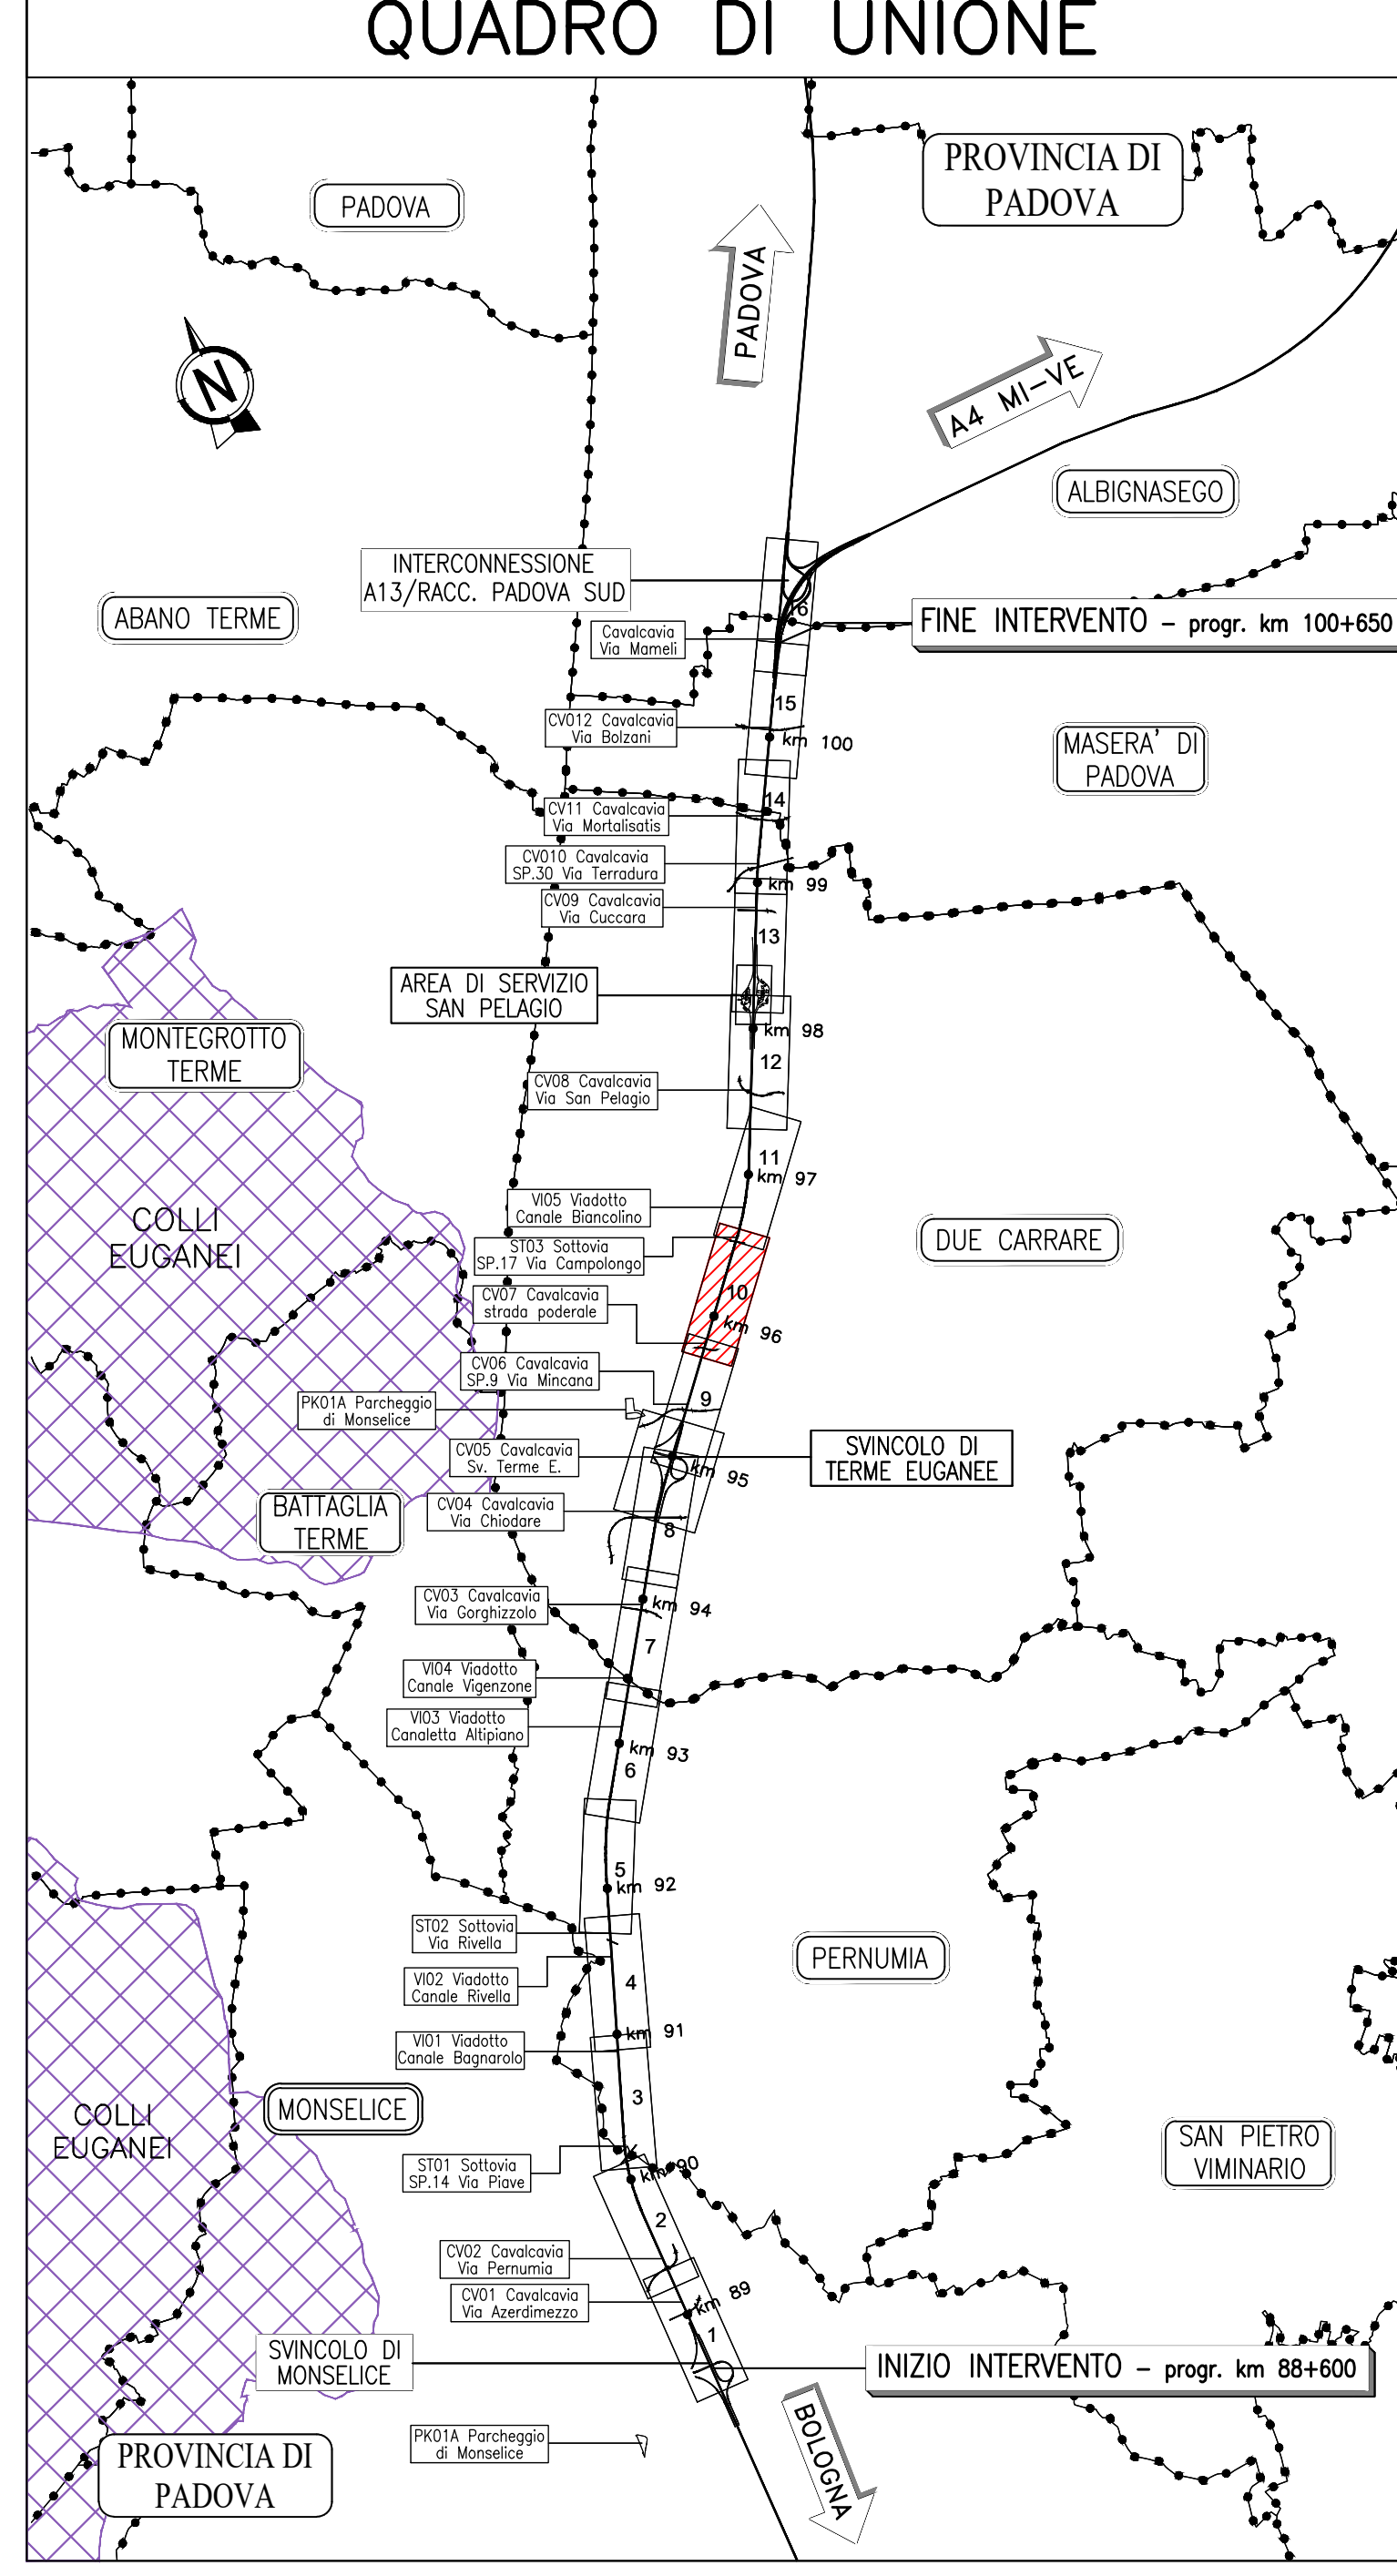 QUADRO DI UNIONE
PROVINCIA DI
PADOVA
PADOVA
PADOVA
N
A4 MI-VE
ALBIGNASEGO
INTERCONNESSIONE
A13/RACC. PADOVA SUD
ABANO TERME
16
FINE INTERVENTO - progr. km 100+650
Cavalcavia
Via Mameli
15
CV012 Cavalcavia
Via Bolzani
km 100
MASERA' DI
PADOVA
14
CV11 Cavalcavia
Via Mortalisatis
CV010 Cavalcavia
SP.30 Via Terradura
km 99
CV09 Cavalcavia
Via Cuccara
13
AREA DI SERVIZIO
SAN PELAGIO
km 98
MONTEGROTTO
TERME
12
CV08 Cavalcavia
Via San Pelagio
11
km 97
VI05 Viadotto
Canale Biancolino
COLLI
EUGANEI
DUE CARRARE
ST03 Sottovia
SP.17 Via Campolongo
10
CV07 Cavalcavia
strada poderale
km 96
CV06 Cavalcavia
SP.9 Via Mincana
9
PK01A Parcheggio
di Monselice
CV05 Cavalcavia
Sv. Terme E.
km 95
SVINCOLO DI
TERME EUGANEE
BATTAGLIA
TERME
CV04 Cavalcavia
Via Chiodare
8
CV03 Cavalcavia
Via Gorghizzolo
km 94
7
VI04 Viadotto
Canale Vigenzone
VI03 Viadotto
Canaletta Altipiano
km 93
6
5
km 92
ST02 Sottovia
Via Rivella
PERNUMIA
VI02 Viadotto
Canale Rivella
4
km 91
VI01 Viadotto
Canale Bagnarolo
3
MONSELICE
COLLI
EUGANEI
SAN PIETRO
VIMINARIO
ST01 Sottovia
SP.14 Via Piave
km 90
2
CV02 Cavalcavia
Via Pernumia
CV01 Cavalcavia
Via Azerdimezzo
km 89
1
SVINCOLO DI
MONSELICE
INIZIO INTERVENTO - progr. km 88+600
BOLOGNA
PK01A Parcheggio
di Monselice
PROVINCIA DI
PADOVA